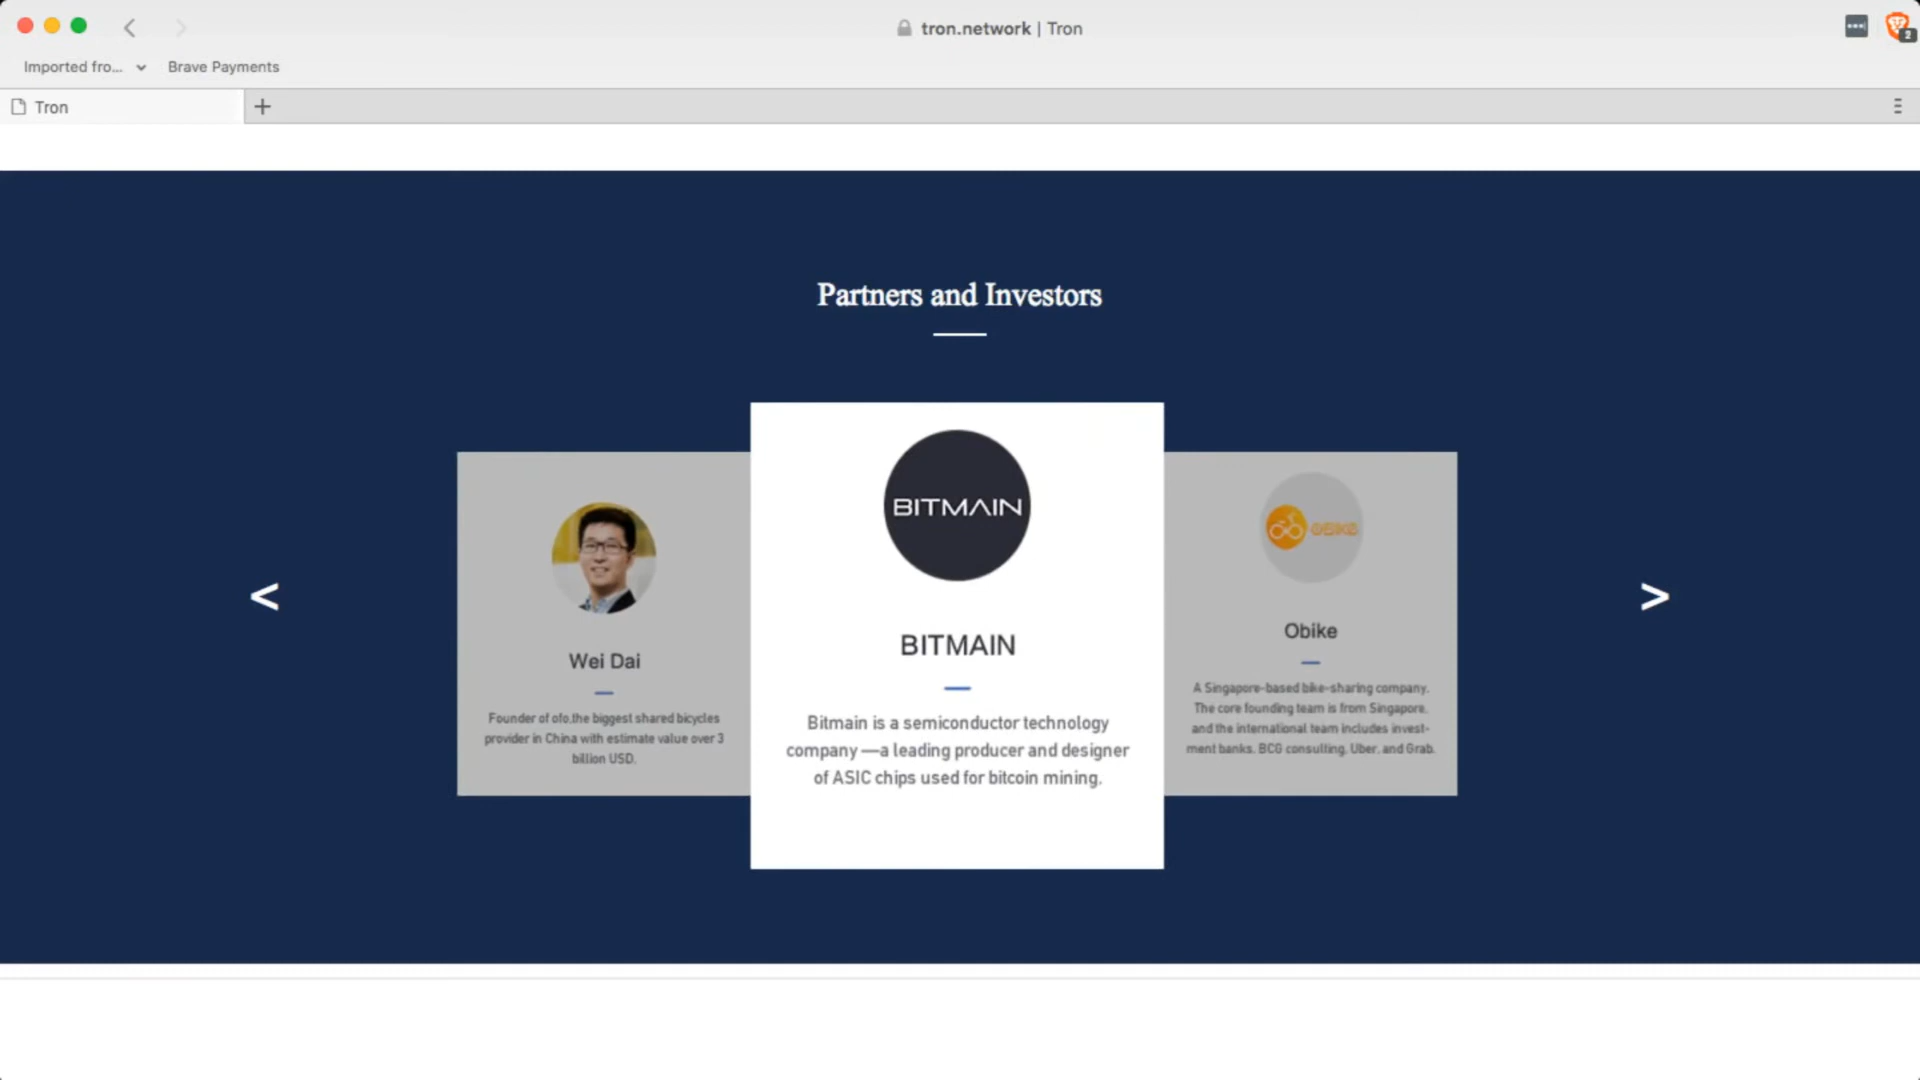 tron.network | Tron
2
Imported fro...
Brave Payments
Tron
Partners and Investors
BITMAIN
OBIKE
<
>
Wei Dai
Founder of ofo,the biggest shared bicycles
provider in China with estimate value over 3
billion USD.
BITMAIN
Bitmain is a semiconductor technology
company —a leading producer and designer
of ASIC chips used for bitcoin mining.
Obike
A Singapore-based bike-sharing company.
The core founding team is from Singapore,
and the international team includes invest-
ment banks, BCG consulting, Uber, and Grab.